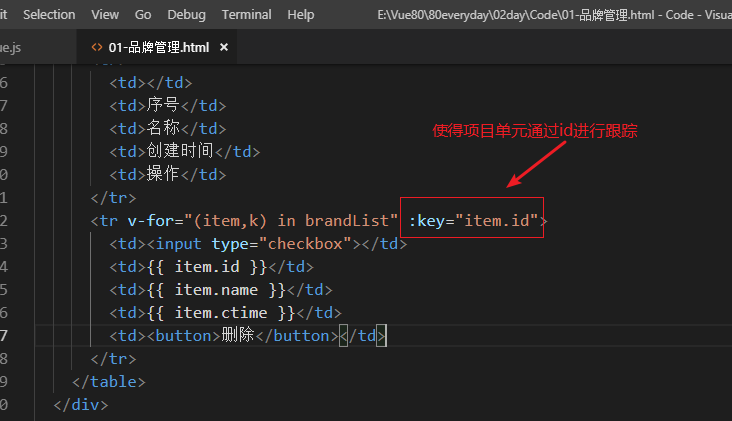 it Selection View Go Debug Terminal Help E:\Vue80\80everyday\02day\Code\01-品牌管理.html - Code - Visua
ue.js <> 01-品牌管理.html ×
6 <td></td>
7 <td>序号</td>
8 <td>名称</td>
9 <td>创建时间</td>
0 <td>操作</td>
1 </tr>
2 <tr v-for="(item,k) in brandList" :key="item.id">
3 <td><input type="checkbox"></td>
4 <td>{{ item.id }}</td>
5 <td>{{ item.name }}</td>
6 <td>{{ item.ctime }}</td>
7 <td><button>删除</button></td>
8 </tr>
9 </table>
0 </div>
使得项目单元通过id进行跟踪